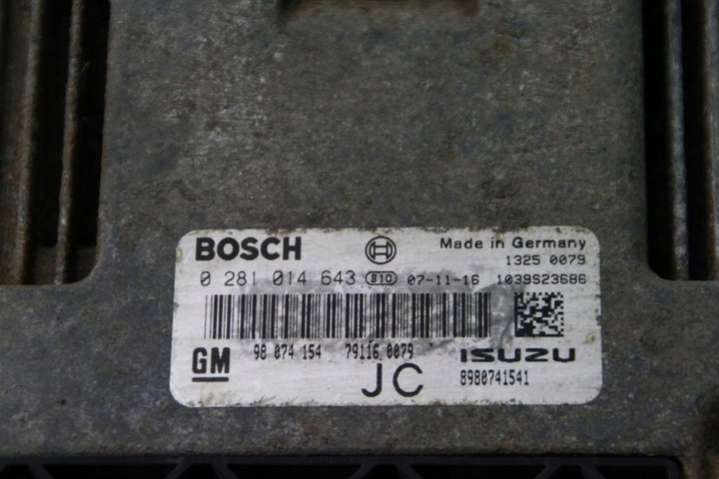 BOSCH Made in Germany
1325 0079
0 281 014 643 B10 07-11-16 1039S23686
GM 98 074 154 79116 0079 ISUZU
JC 8980741541